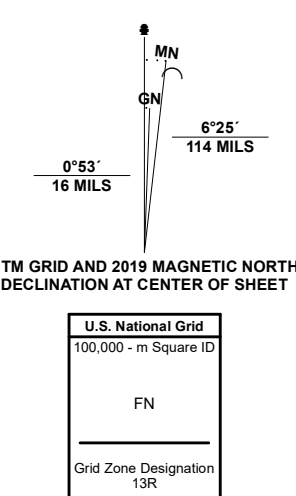 MN
GN
6°25´
114 MILS
0°53´
16 MILS
TM GRID AND 2019 MAGNETIC NORTH
DECLINATION AT CENTER OF SHEET
U.S. National Grid
100,000 - m Square ID
FN
Grid Zone Designation
13R